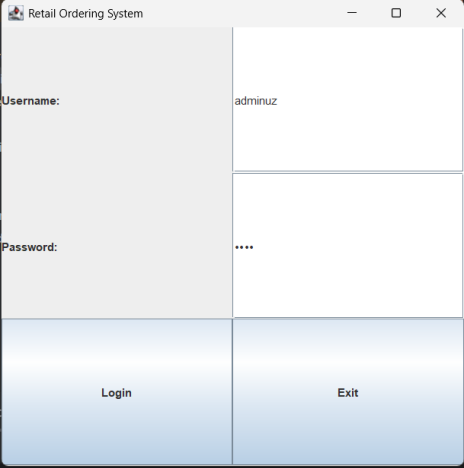 Retail Ordering System
Username:
adminuz
Password:
••••
Login
Exit